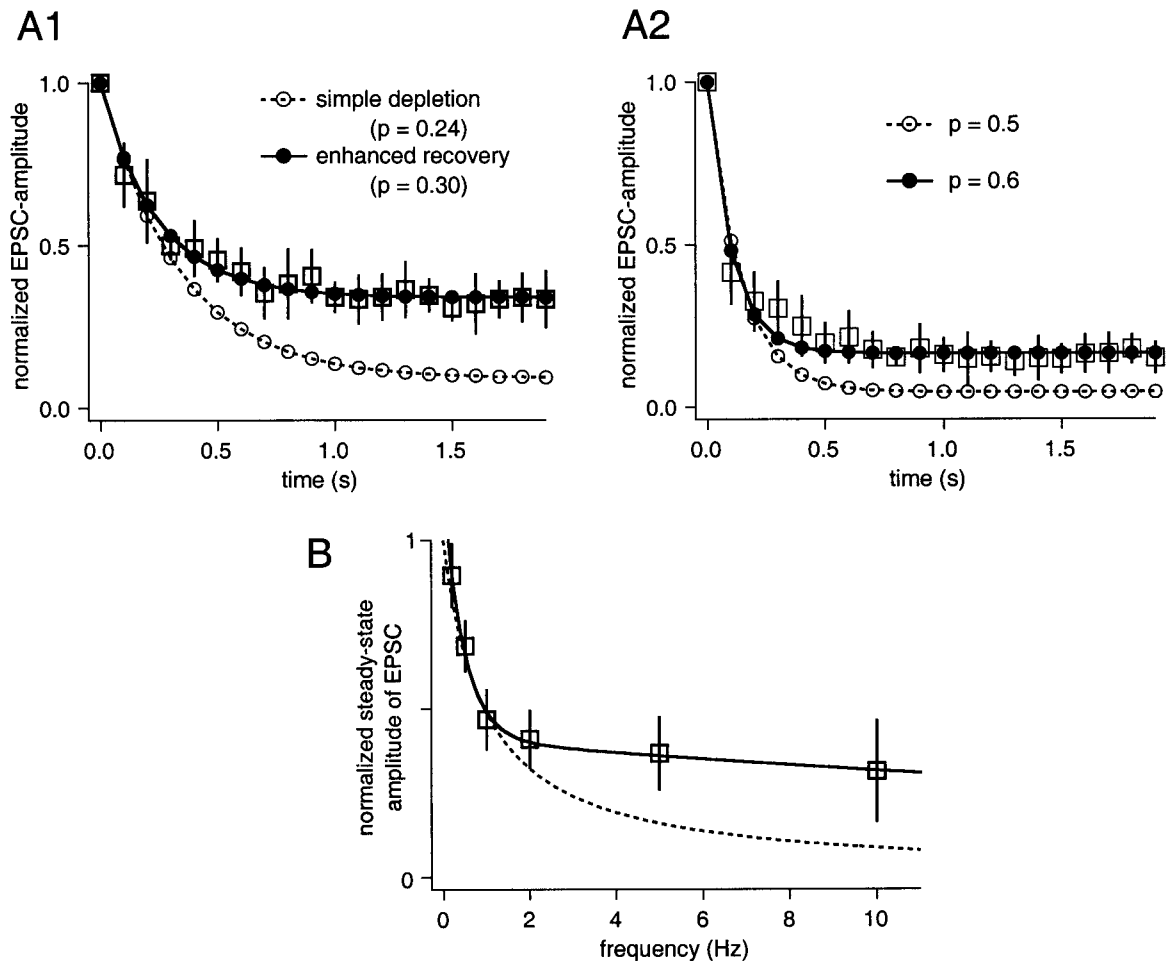 A1
normalized EPSC-amplitude
1.0
0.5
0.0
simple depletion
(p = 0.24)
enhanced recovery
(p = 0.30)
0.0 0.5 1.0 1.5
time (s)
A2
normalized EPSC-amplitude
1.0
0.5
0.0
p = 0.5
p = 0.6
0.0 0.5 1.0 1.5
time (s)
B
normalized steady-state
amplitude of EPSC
1
0
0 2 4 6 8 10
frequency (Hz)